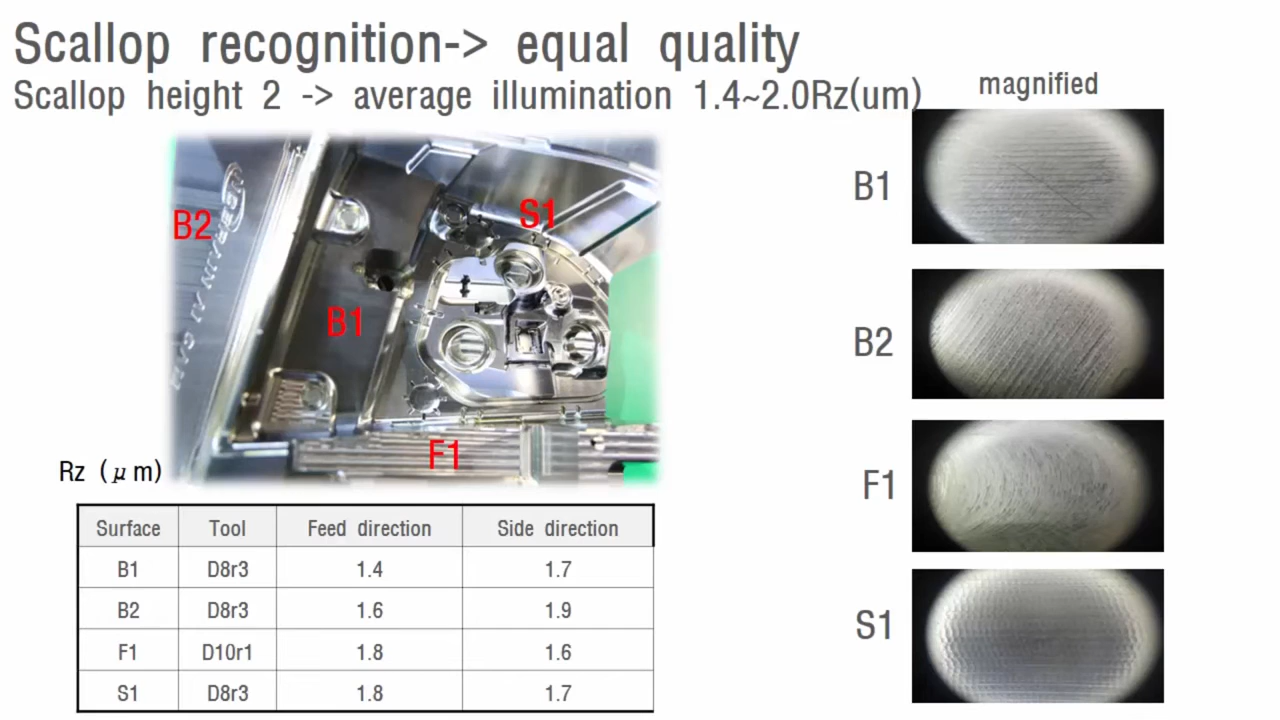 Scallop recognition-> equal quality
Scallop height 2 -> average illumination 1.4~2.0Rz(um)
magnified
B1
B2
F1
S1
B2
S1
B1
F1
Rz (μm)
Surface Tool Feed direction Side direction
B1 D8r3 1.4 1.7
B2 D8r3 1.6 1.9
F1 D10r1 1.8 1.6
S1 D8r3 1.8 1.7